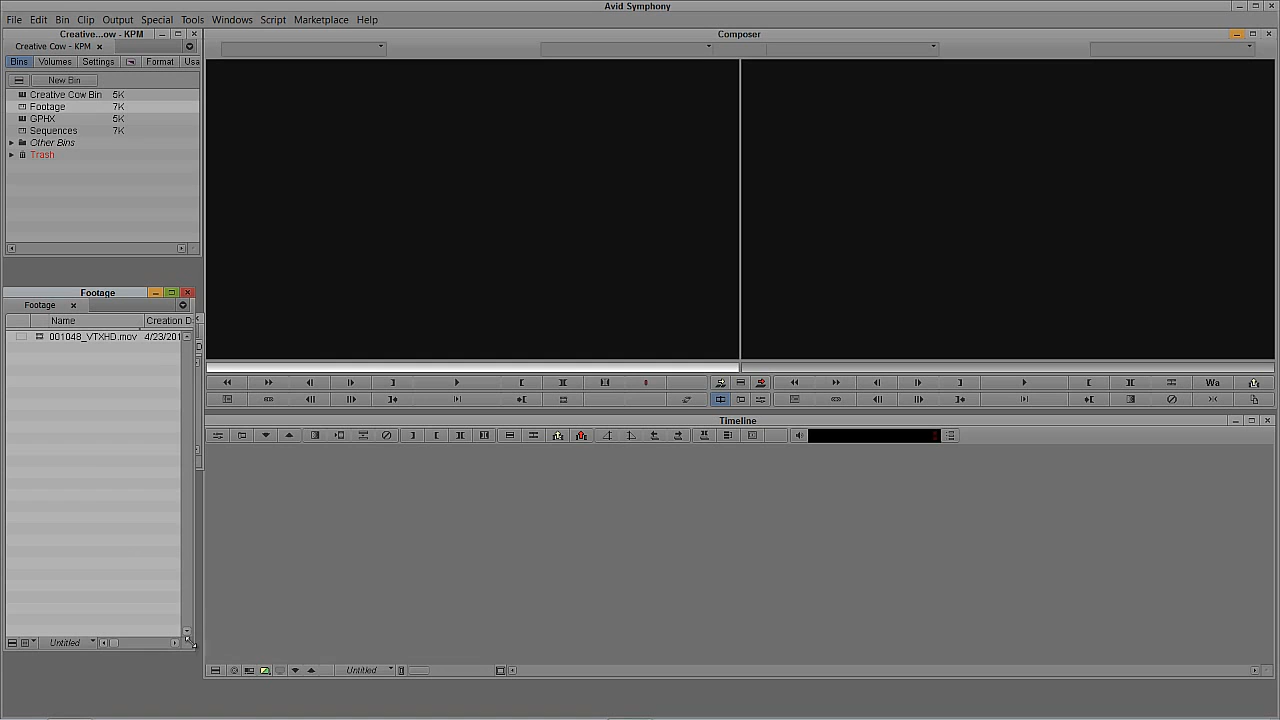 Avid Symphony
File Edit Bin Clip Output Special Tools Windows Script Marketplace Help
Creative...ow - KPM
Composer
Creative Cow - KPM
Bins Volumes Settings Format Usa
New Bin
Creative Cow Bin 5K
Footage 7K
GPHX 5K
Sequences 7K
Other Bins
Trash
Footage
Footage
Name Creation D
001048_VTXHD.mov 4/23/201
Wa
Timeline
Untitled
Untitled